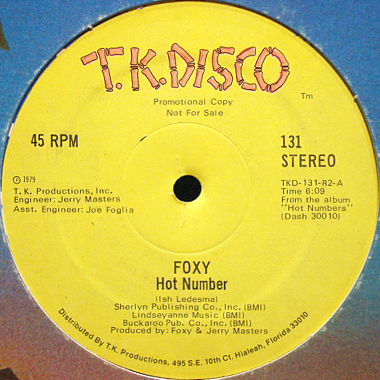 T.K.DISCO
Tm
Promotional Copy
Not For Sale
45 RPM
131
STEREO
℗ 1979
T. K. Productions, Inc.
Engineer: Jerry Masters
Asst. Engineer: Joe Foglia
TKD-131-R2-A
Time 6:09
From the album
"Hot Numbers"
(Dash 30010)
FOXY
Hot Number
(Ish Ledesma)
Sherlyn Publishing Co., Inc. (BMI)
Lindseyanne Music (BMI)
Buckaroo Pub. Co., Inc. (BMI)
Produced by: Foxy & Jerry Masters
Distributed By T.K. Productions, 495 S.E. 10th Ct. Hialeah, Florida 33010